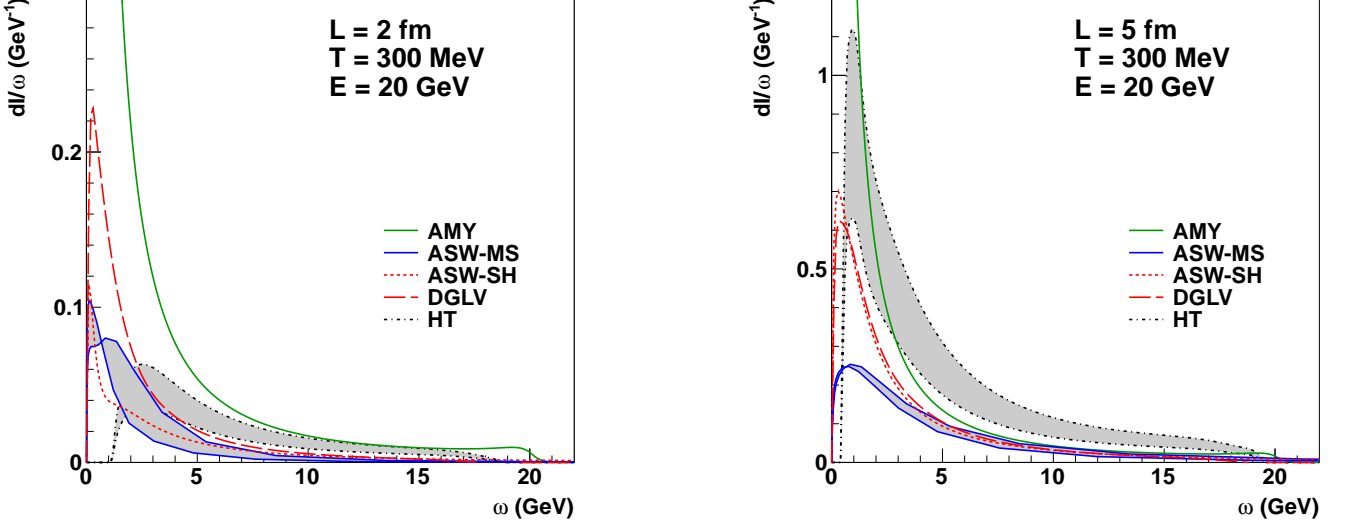 dI/ω (GeV⁻¹)
L = 2 fm
T = 300 MeV
E = 20 GeV
0.2
0.1
0
AMY
ASW-MS
ASW-SH
DGLV
HT
0 5 10 15 20
ω (GeV)
dI/ω (GeV⁻¹)
L = 5 fm
T = 300 MeV
E = 20 GeV
1
0.5
0
AMY
ASW-MS
ASW-SH
DGLV
HT
0 5 10 15 20
ω (GeV)